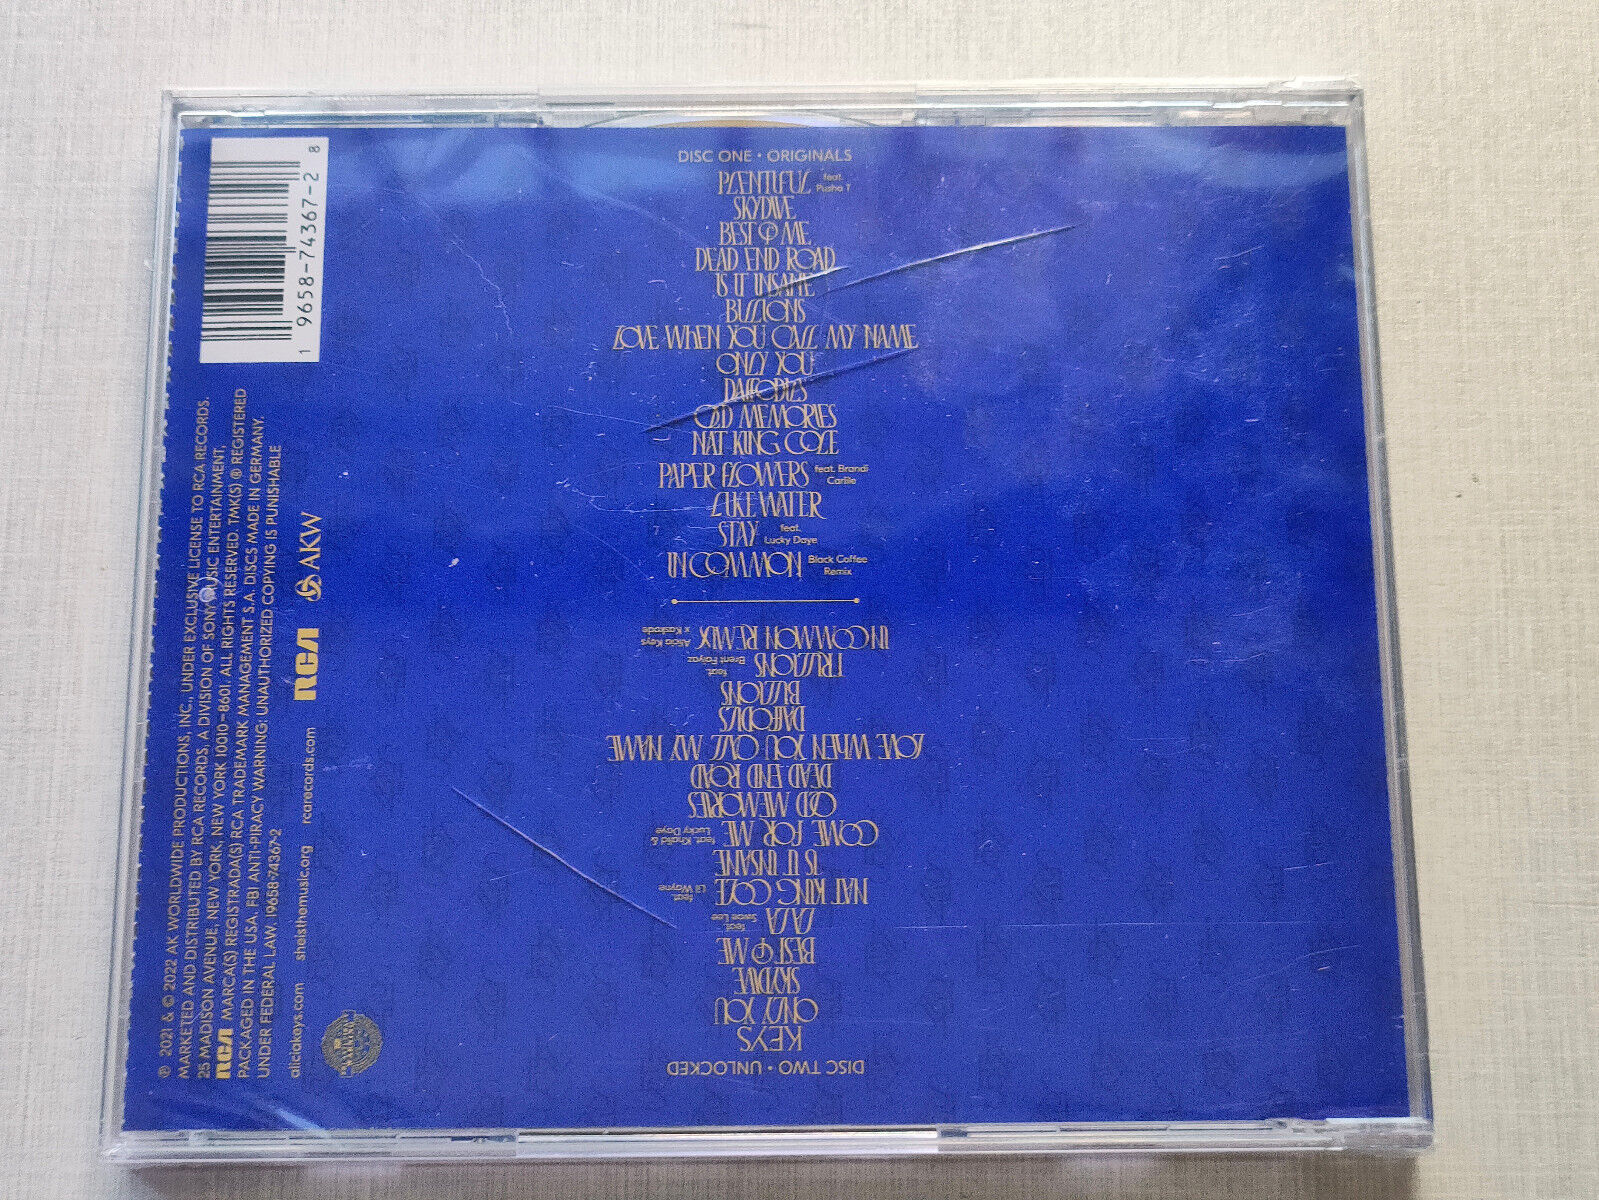 DISC ONE • ORIGINALS
PLENTIFUL feat. Pusha T
SKYDIVE
BEST OF ME
DEAD END ROAD
IS IT INSANE
BILLIONS
LOVE WHEN YOU CALL MY NAME
ONLY YOU
DAFFODILS
OLD MEMORIES
NAT KING COLE
PAPER FLOWERS feat. Brandi Carlile
LIKE WATER
STAY feat. Lucky Daye
IN COMMON Black Coffee Remix
DISC TWO • UNLOCKED
KEYS
ONLY YOU
SKYDIVE
BEST OF ME
LALA feat. Swae Lee
NAT KING COLE feat. Lil Wayne
IS IT INSANE
COME FOR ME feat. Khalid & Lucky Daye
OLD MEMORIES
DEAD END ROAD
LOVE WHEN YOU CALL MY NAME
DAFFODILS
BILLIONS
TRILLIONS feat. Brent Faiyaz
IN COMMON REMIX Alicia Keys x Kaskade
1 9658-74367-2 8
℗ 2021 & © 2022 AK WORLDWIDE PRODUCTIONS, INC., UNDER EXCLUSIVE LICENSE TO RCA RECORDS.
MARKETED AND DISTRIBUTED BY RCA RECORDS, A DIVISION OF SONY MUSIC ENTERTAINMENT,
25 MADISON AVENUE, NEW YORK, NEW YORK 10010-8601. ALL RIGHTS RESERVED. TMK(S) ® REGISTERED
RCA MARCA(S) REGISTRADA(S) RCA TRADEMARK MANAGEMENT S.A. DISCS MADE IN GERMANY,
PACKAGED IN THE USA. FBI ANTI-PIRACY WARNING: UNAUTHORIZED COPYING IS PUNISHABLE
UNDER FEDERAL LAW. 19658-74367-2
aliciakeys.com sheisthemusic.org rcarecords.com RCA AKW